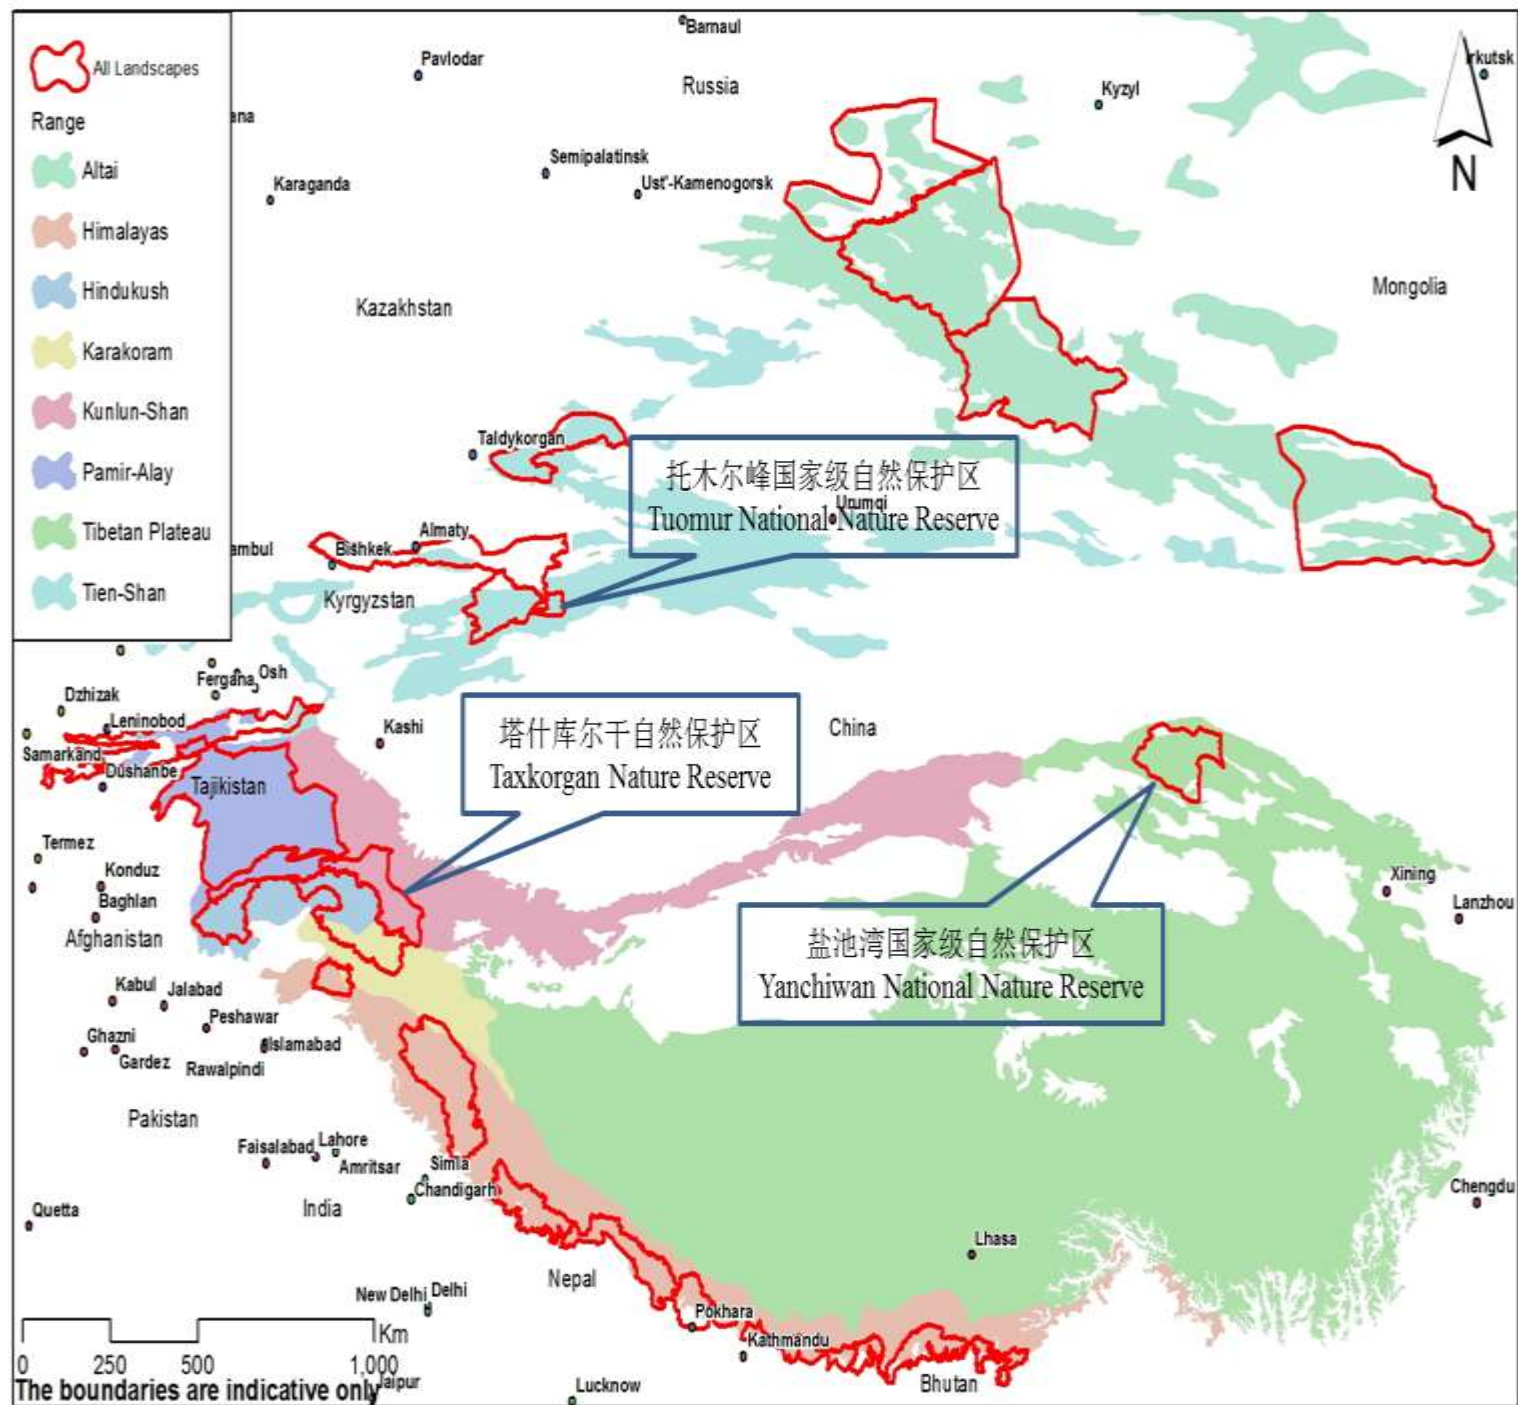 All Landscapes
Range
Altai
Himalayas
Hindukush
Karakoram
Kunlun-Shan
Pamir-Alay
Tibetan Plateau
Tien-Shan
Barnaul
Pavlodar
Russia
Kyzyl
N
Semipalatinsk
Ust'-Kamenogorsk
Karaganda
Mongolia
Kazakhstan
Taldykorgan
托木尔峰国家级自然保护区
Urumqi
Tuomur National Nature Reserve
Almaty
Bishkek
Kyrgyzstan
Osh
Fergana
Dzhizak
Leninobod
Kashi
塔什库尔干自然保护区
Taxkorgan Nature Reserve
China
Samarkand
Dushanbe
Tajikistan
Termez
Konduz
Baghlan
Afghanistan
Xining
Lanzhou
盐池湾国家级自然保护区
Yanchiwan National Nature Reserve
Kabul
Jalabad
Peshawar
Ghazni
Gardez
Islamabad
Rawalpindi
Pakistan
Faisalabad
Lahore
Amritsar
Simla
Chandigarh
India
Quetta
Chengdu
Lhasa
Nepal
New Delhi
Delhi
Pokhara
Kathmandu
Km
0 250 500 1,000
The boundaries are indicative only
Jaipur
Lucknow
Bhutan